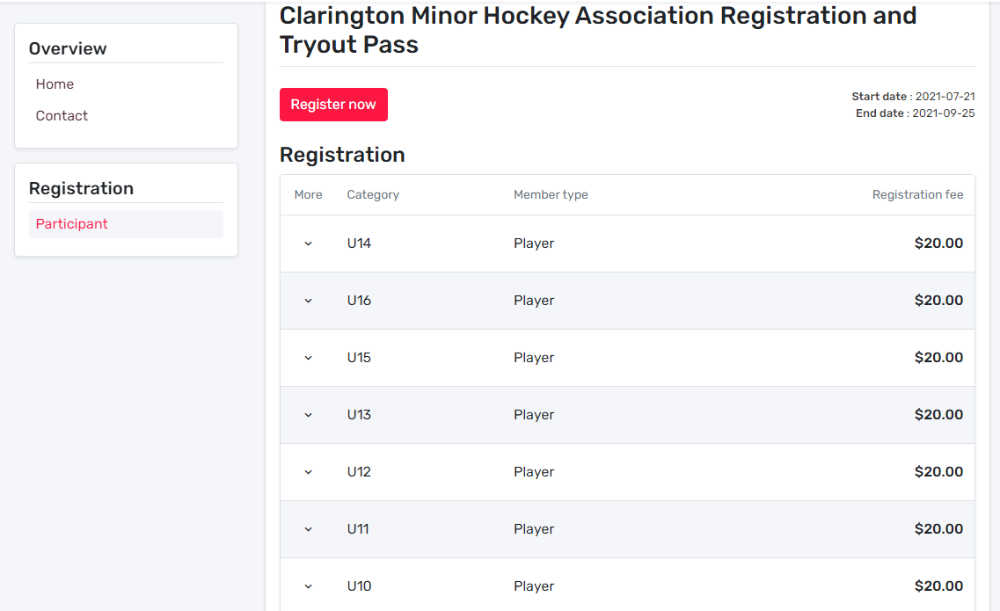 Clarington Minor Hockey Association Registration and
Tryout Pass
Overview
Home
Contact
Registration
Participant
Register now
Start date : 2021-07-21
End date : 2021-09-25
Registration
More Category Member type Registration fee
U14 Player $20.00
U16 Player $20.00
U15 Player $20.00
U13 Player $20.00
U12 Player $20.00
U11 Player $20.00
U10 Player $20.00